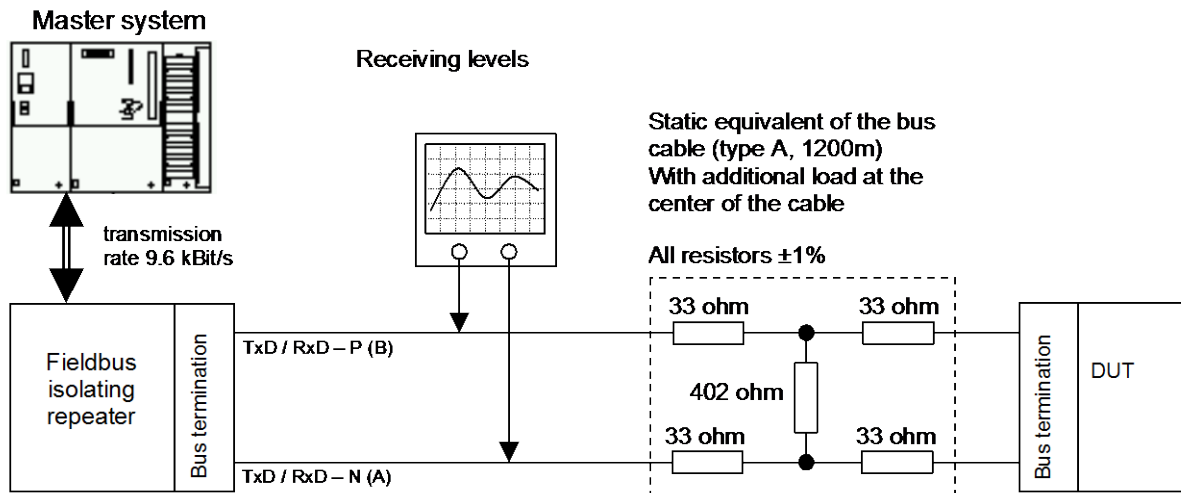 Master system
Receiving levels
Static equivalent of the bus
cable (type A, 1200m)
With additional load at the
center of the cable
transmission
rate 9.6 kBit/s
All resistors ±1%
33 ohm
33 ohm
Fieldbus
isolating
repeater
Bus termination
TxD / RxD – P (B)
402 ohm
Bus termination
DUT
33 ohm
33 ohm
TxD / RxD – N (A)